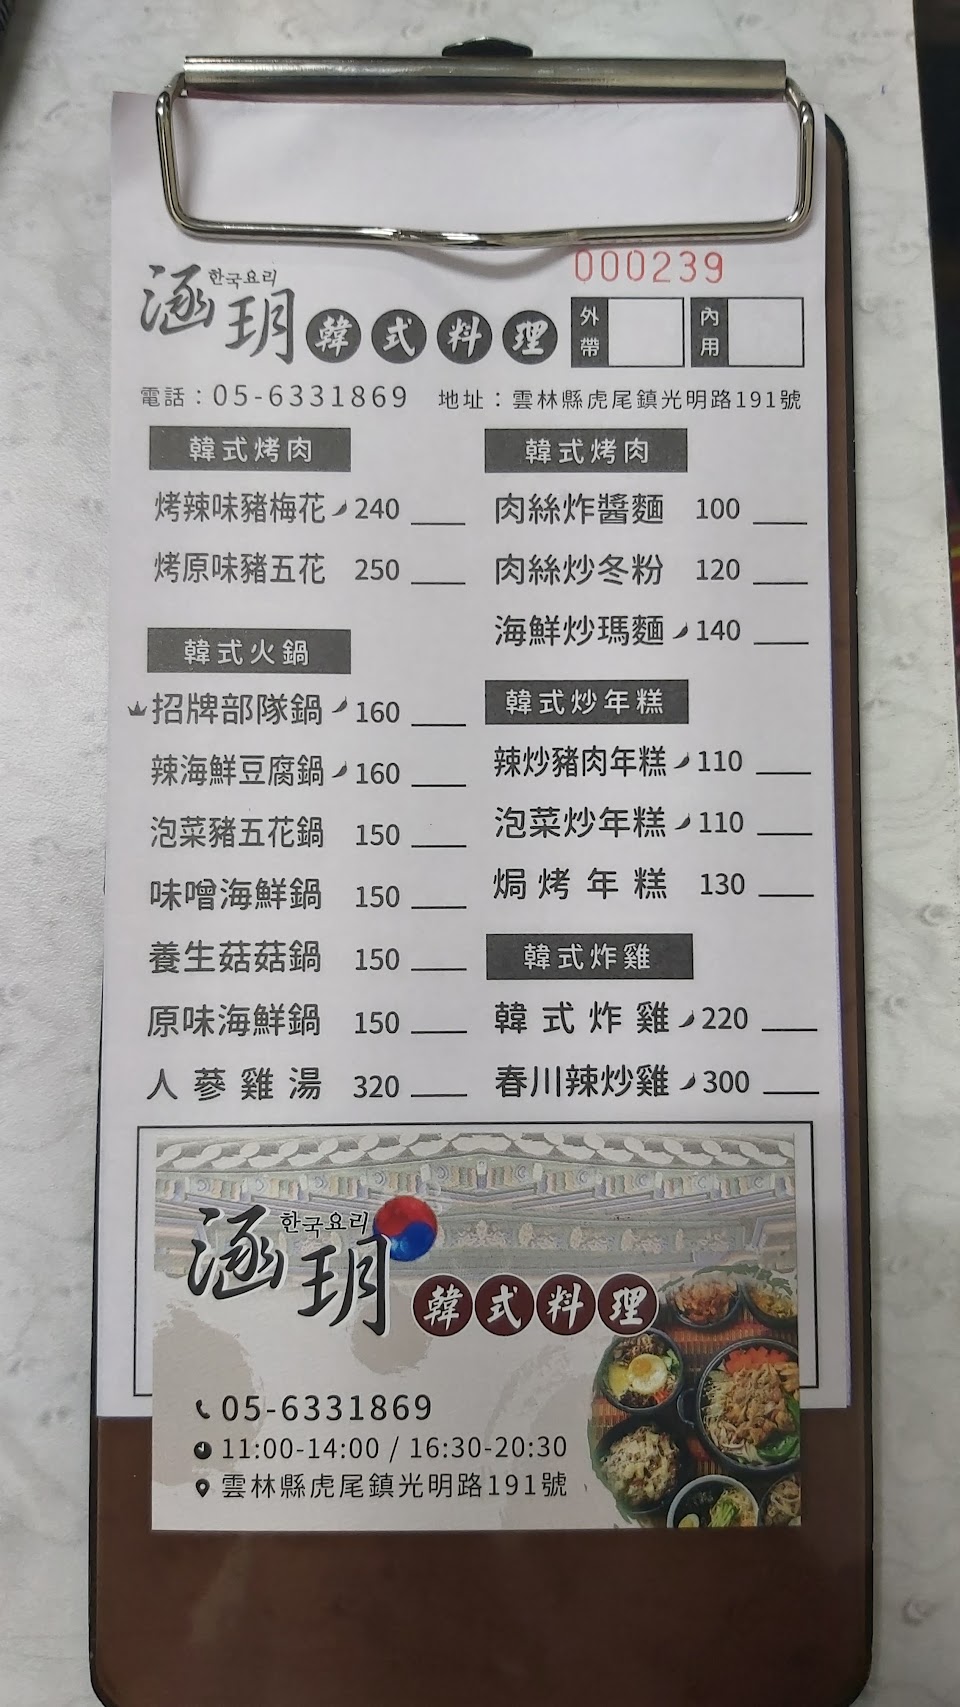 000239
涵玥 한국요리
韓式料理
外帶
內用
電話：05-6331869 地址：雲林縣虎尾鎮光明路191號
韓式烤肉
烤辣味豬梅花 240
烤原味豬五花 250
韓式火鍋
招牌部隊鍋 160
辣海鮮豆腐鍋 160
泡菜豬五花鍋 150
味噌海鮮鍋 150
養生菇菇鍋 150
原味海鮮鍋 150
人蔘雞湯 320
韓式烤肉
肉絲炸醬麵 100
肉絲炒冬粉 120
海鮮炒瑪麵 140
韓式炒年糕
辣炒豬肉年糕 110
泡菜炒年糕 110
焗烤年糕 130
韓式炸雞
韓式炸雞 220
春川辣炒雞 300
涵玥 한국요리
韓式料理
05-6331869
11:00-14:00 / 16:30-20:30
雲林縣虎尾鎮光明路191號